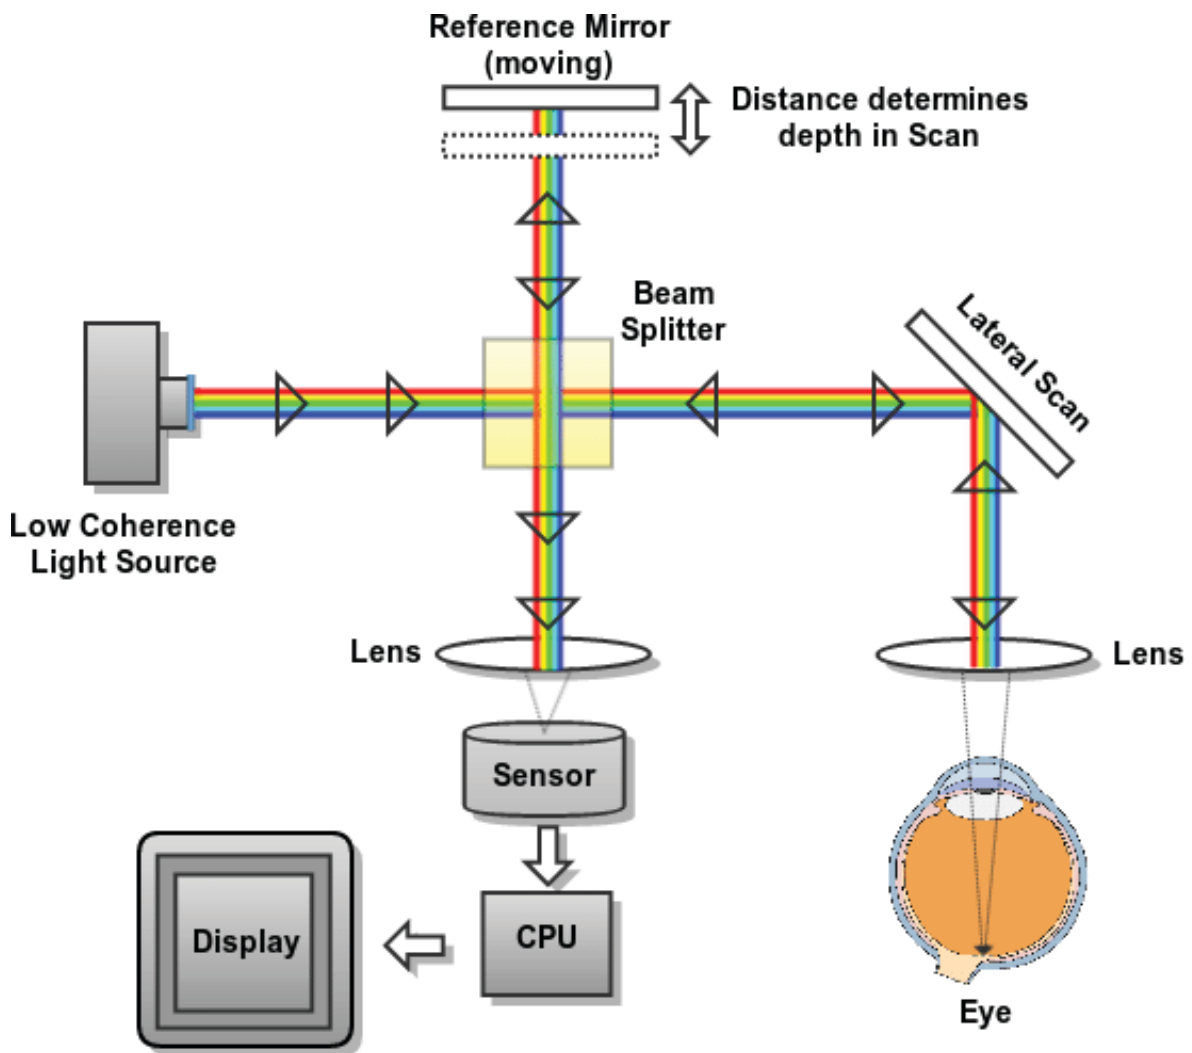 Reference Mirror
(moving)
Distance determines
depth in Scan
Beam
Splitter
Lateral Scan
Low Coherence
Light Source
Lens
Lens
Sensor
CPU
Display
Eye